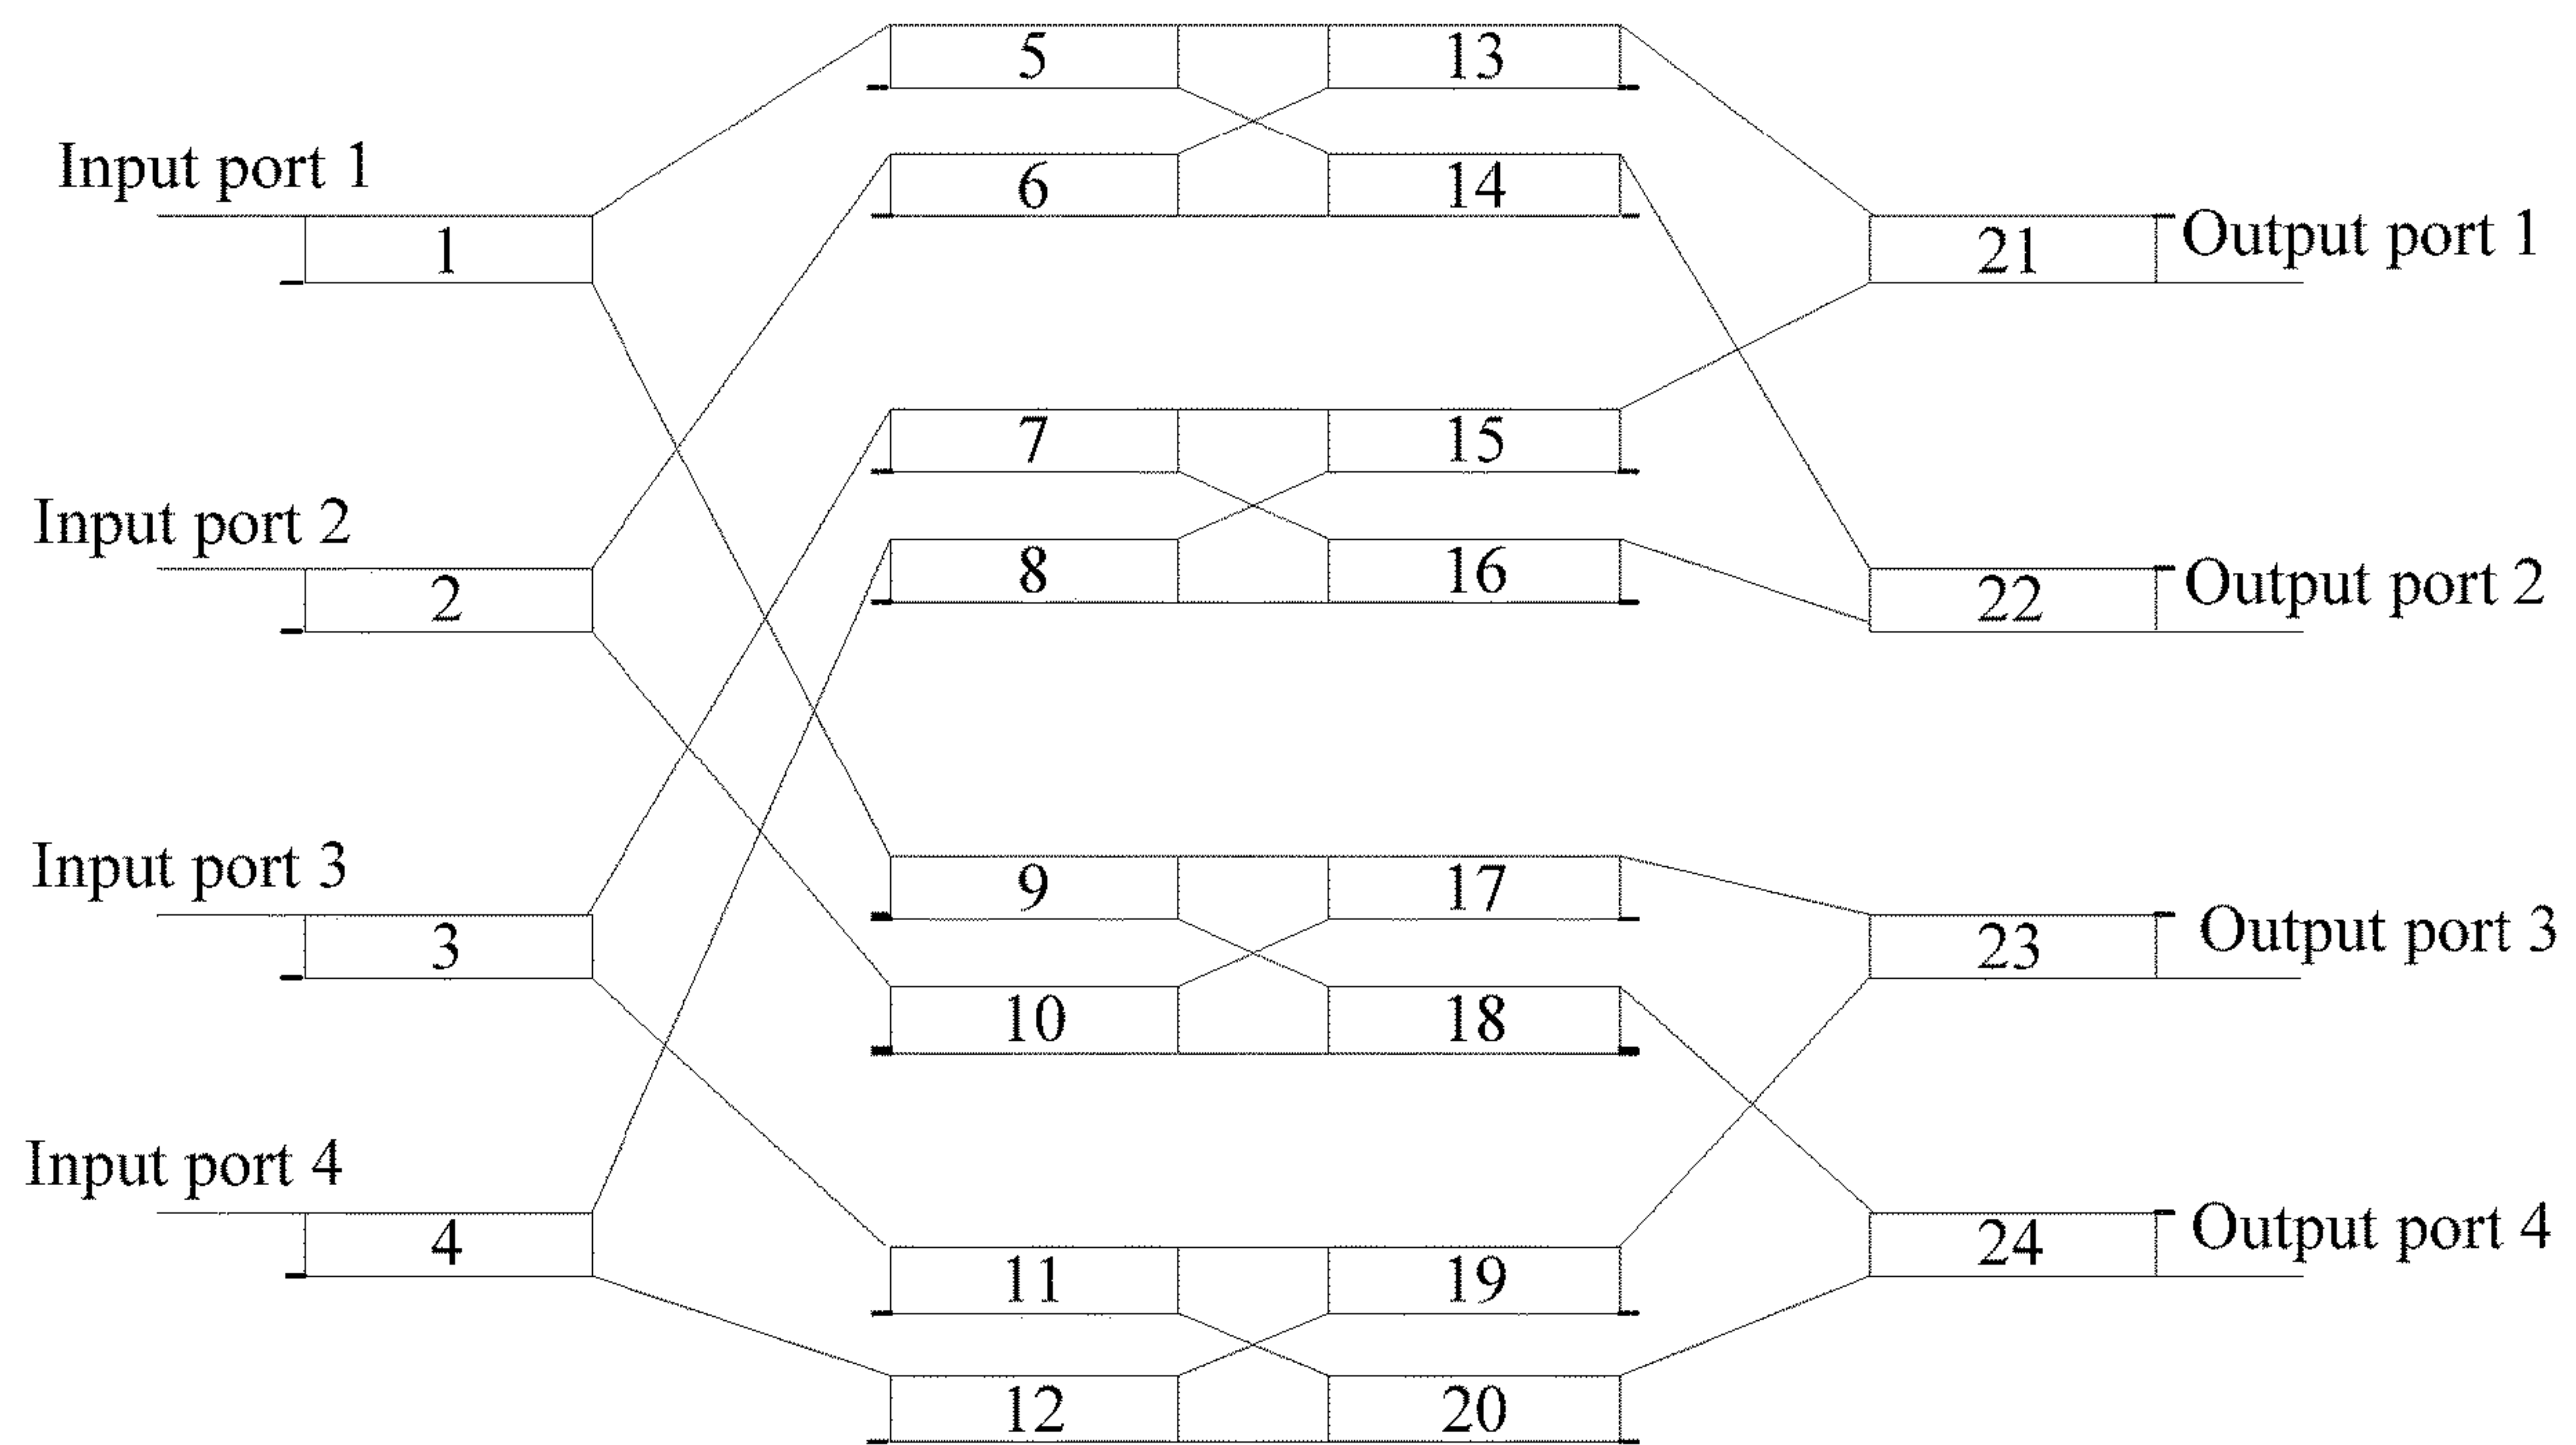 5 13
Input port 1
6 14
1
21 Output port 1
7 15
Input port 2
8 16
2
22 Output port 2
Input port 3
9 17
3
23 Output port 3
10 18
Input port 4
4
24 Output port 4
11 19
12 20